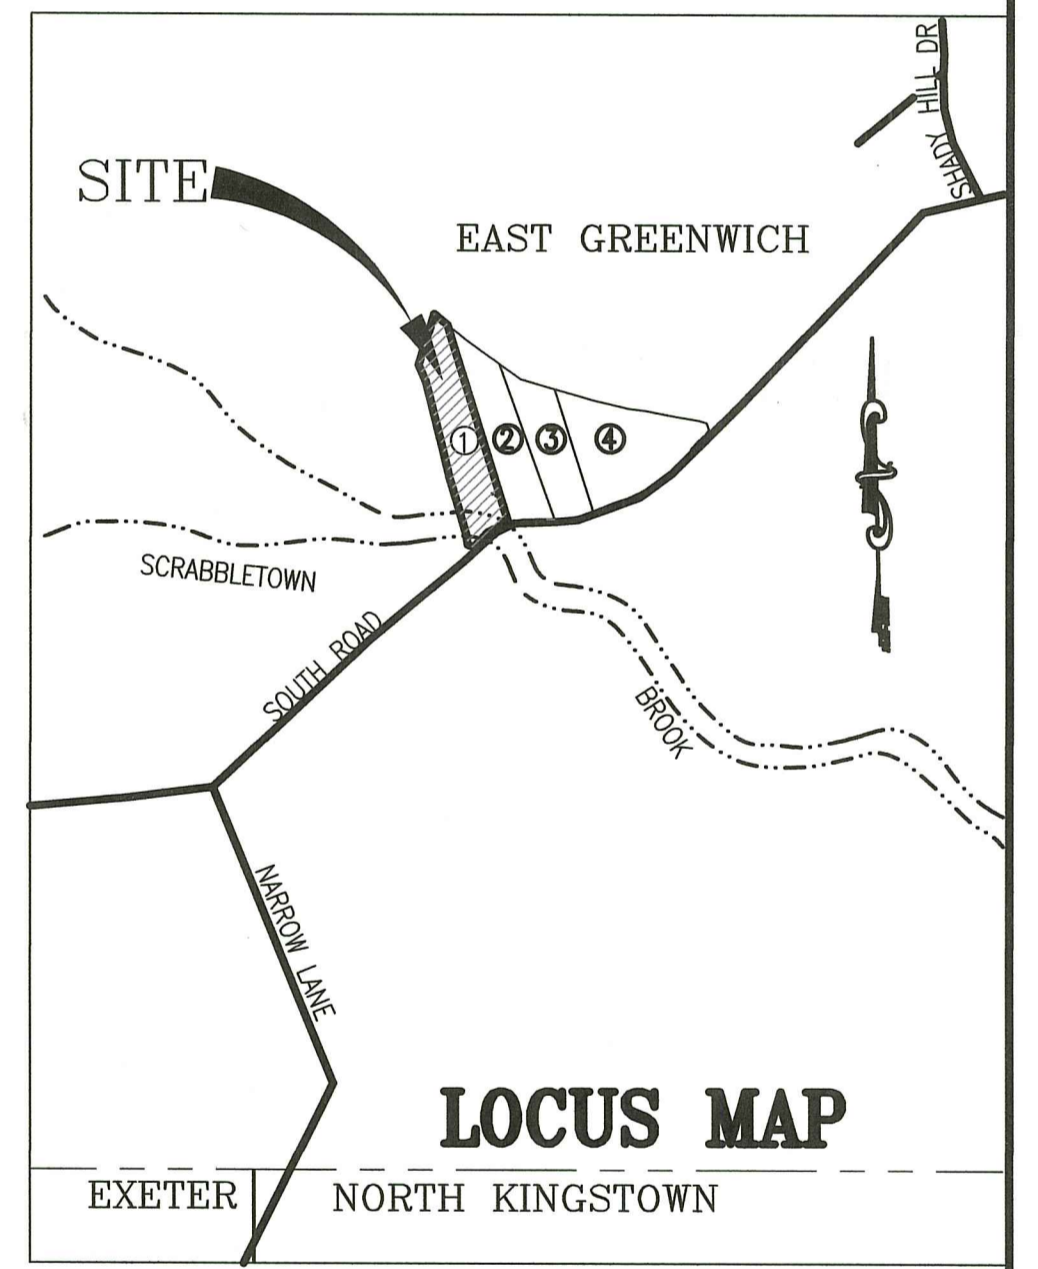 SHADY HILL DR
SITE
EAST GREENWICH
① ② ③ ④
SCRABBLETOWN
SOUTH ROAD
BROOK
NARROW LANE
LOCUS MAP
EXETER
NORTH KINGSTOWN